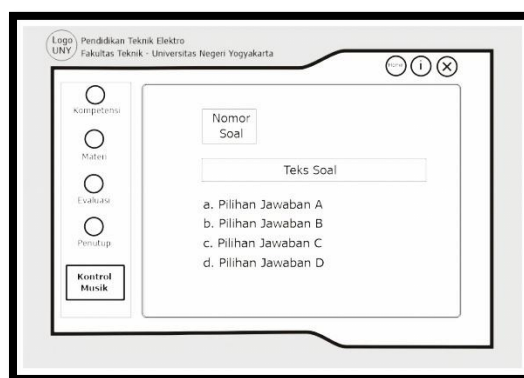 Logo
UNY
Pendidikan Teknik Elektro
Fakultas Teknik - Universitas Negeri Yogyakarta
Home
i
X
Kompetensi
Materi
Evaluasi
Penutup
Kontrol
Musik
Nomor
Soal
Teks Soal
a. Pilihan Jawaban A
b. Pilihan Jawaban B
c. Pilihan Jawaban C
d. Pilihan Jawaban D